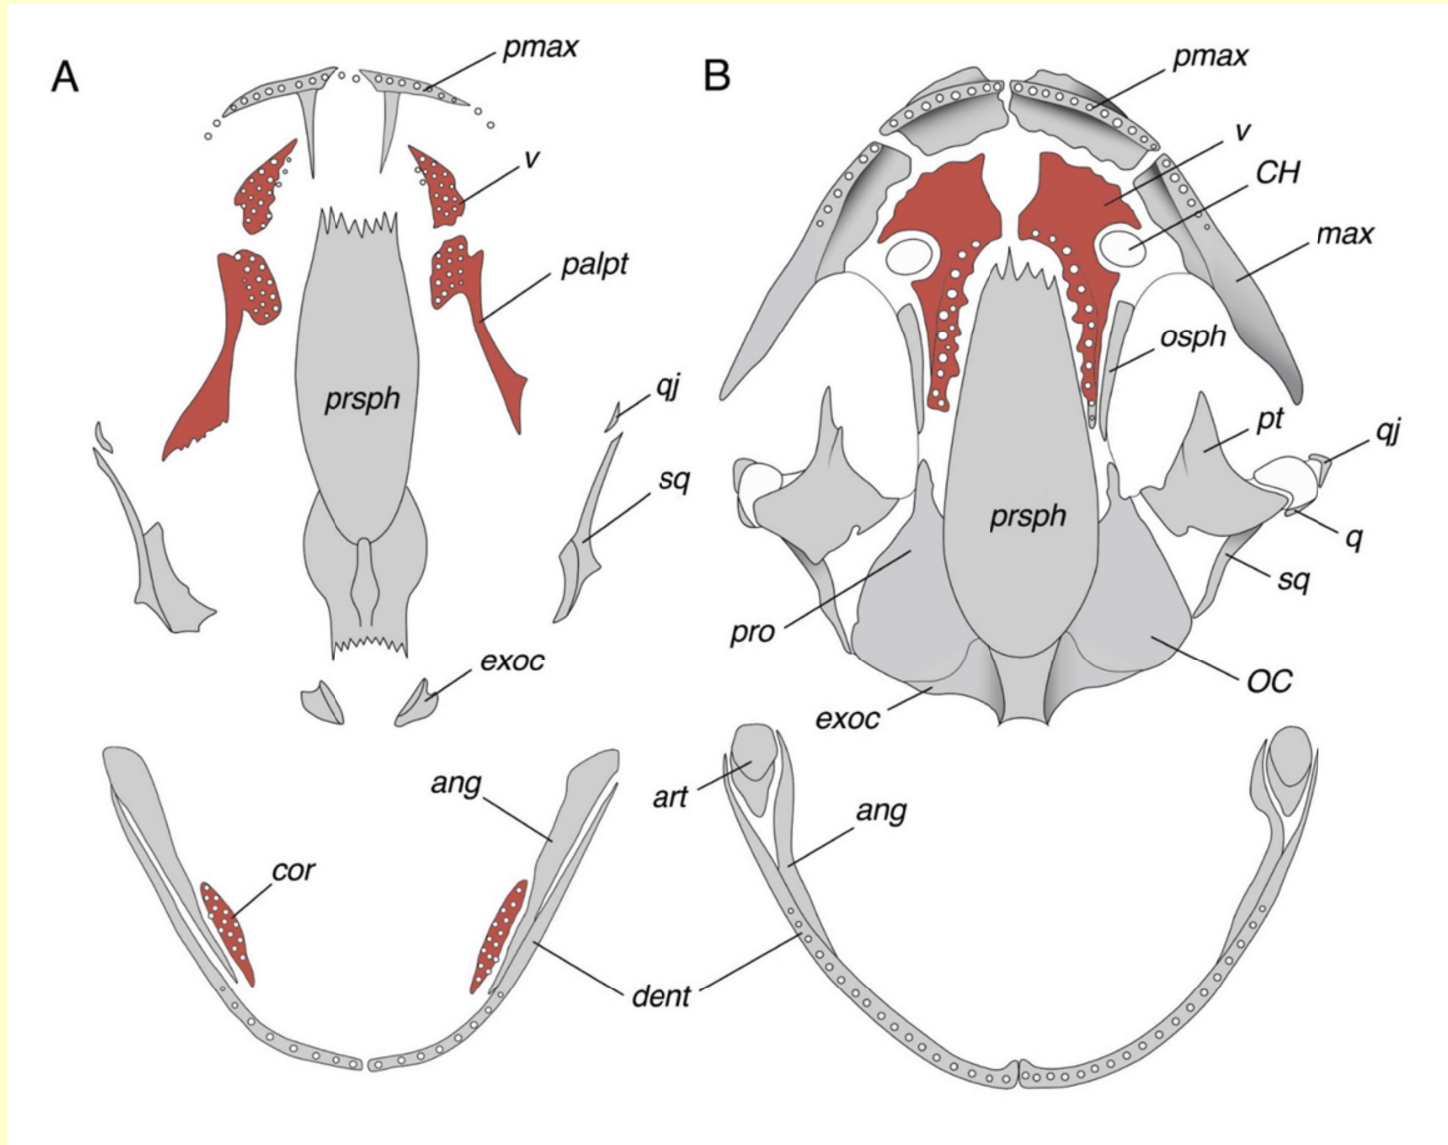 A
pmax
v
palpt
prsph
qj
sq
exoc
ang
cor
dent
B
pmax
v
CH
max
osph
pt
qj
prsph
q
sq
pro
OC
exoc
art
ang